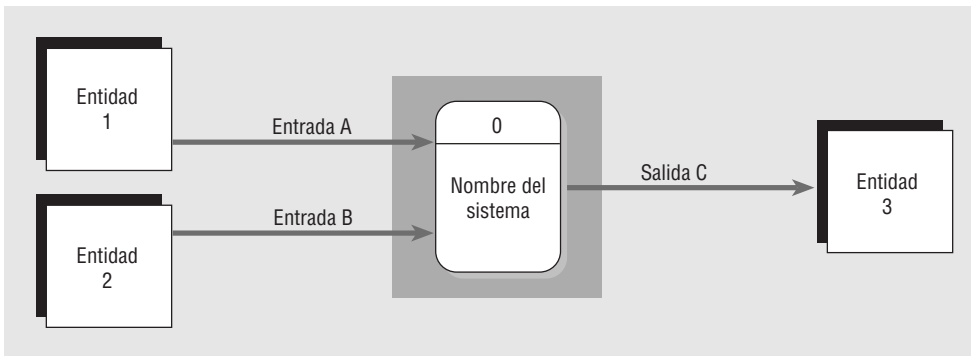 Entidad
1
Entrada A
0
Nombre del
sistema
Salida C
Entidad
3
Entrada B
Entidad
2